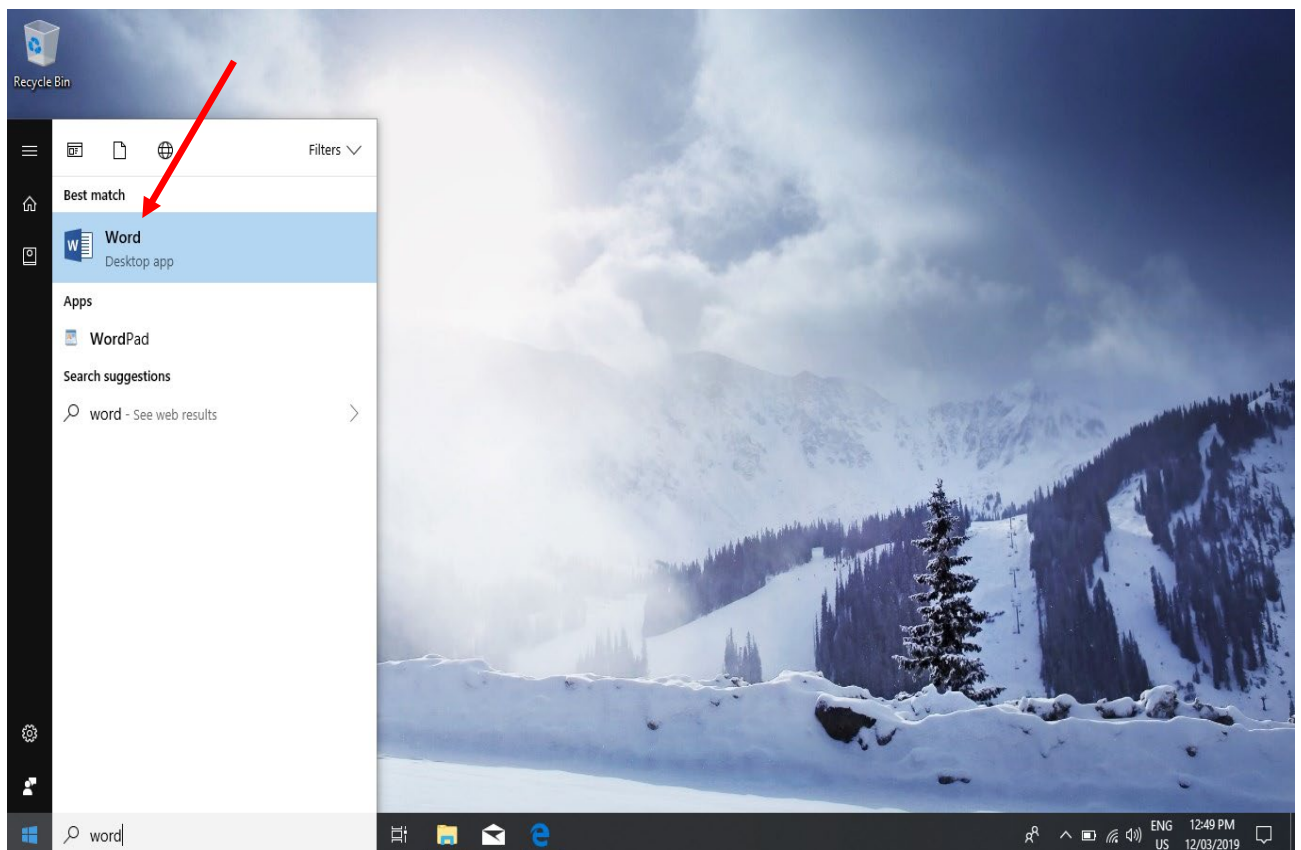 Recycle Bin
Filters
Best match
Word
Desktop app
Apps
WordPad
Search suggestions
word - See web results
word
ENG
US
12:49 PM
12/03/2019